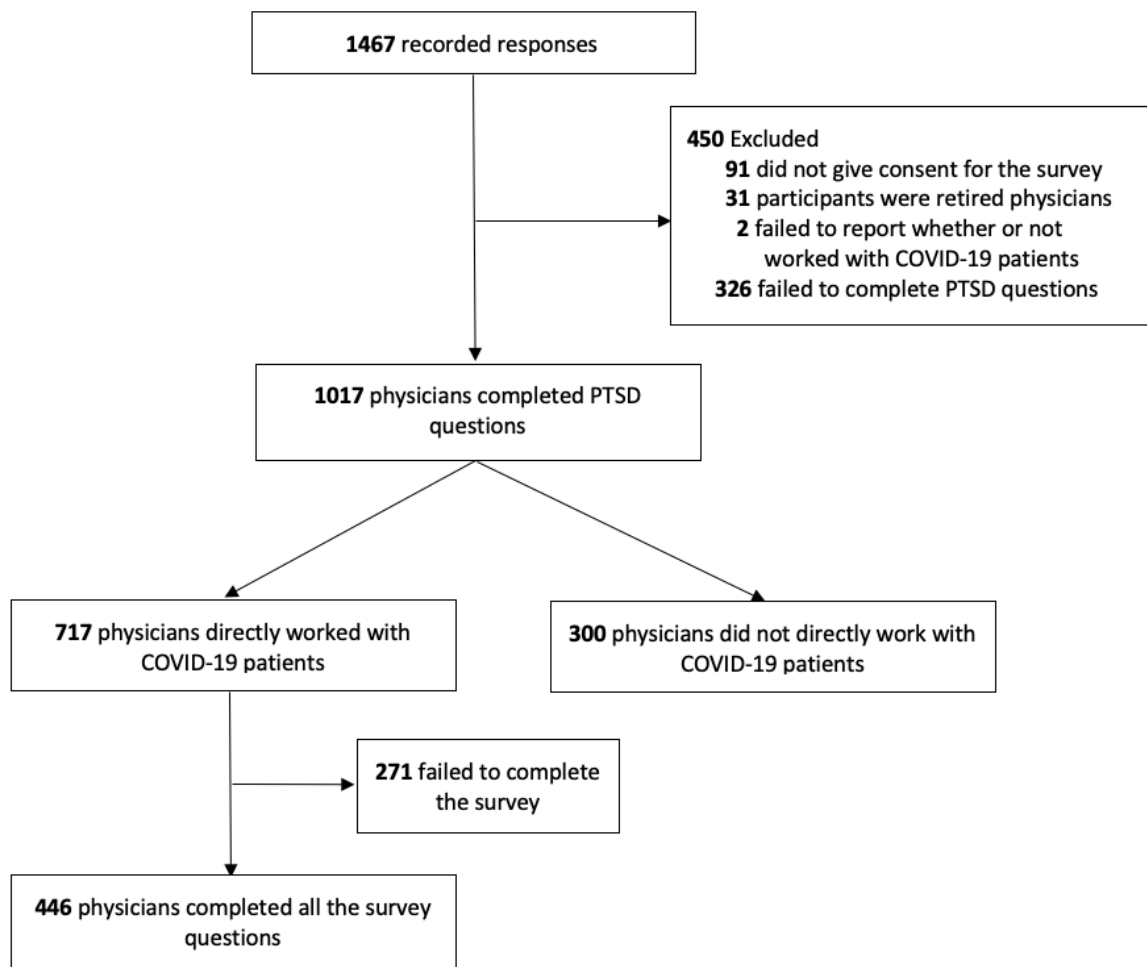 1467 recorded responses
450 Excluded
91 did not give consent for the survey
31 participants were retired physicians
2 failed to report whether or not
worked with COVID-19 patients
326 failed to complete PTSD questions
1017 physicians completed PTSD
questions
717 physicians directly worked with
COVID-19 patients
300 physicians did not directly work with
COVID-19 patients
271 failed to complete
the survey
446 physicians completed all the survey
questions